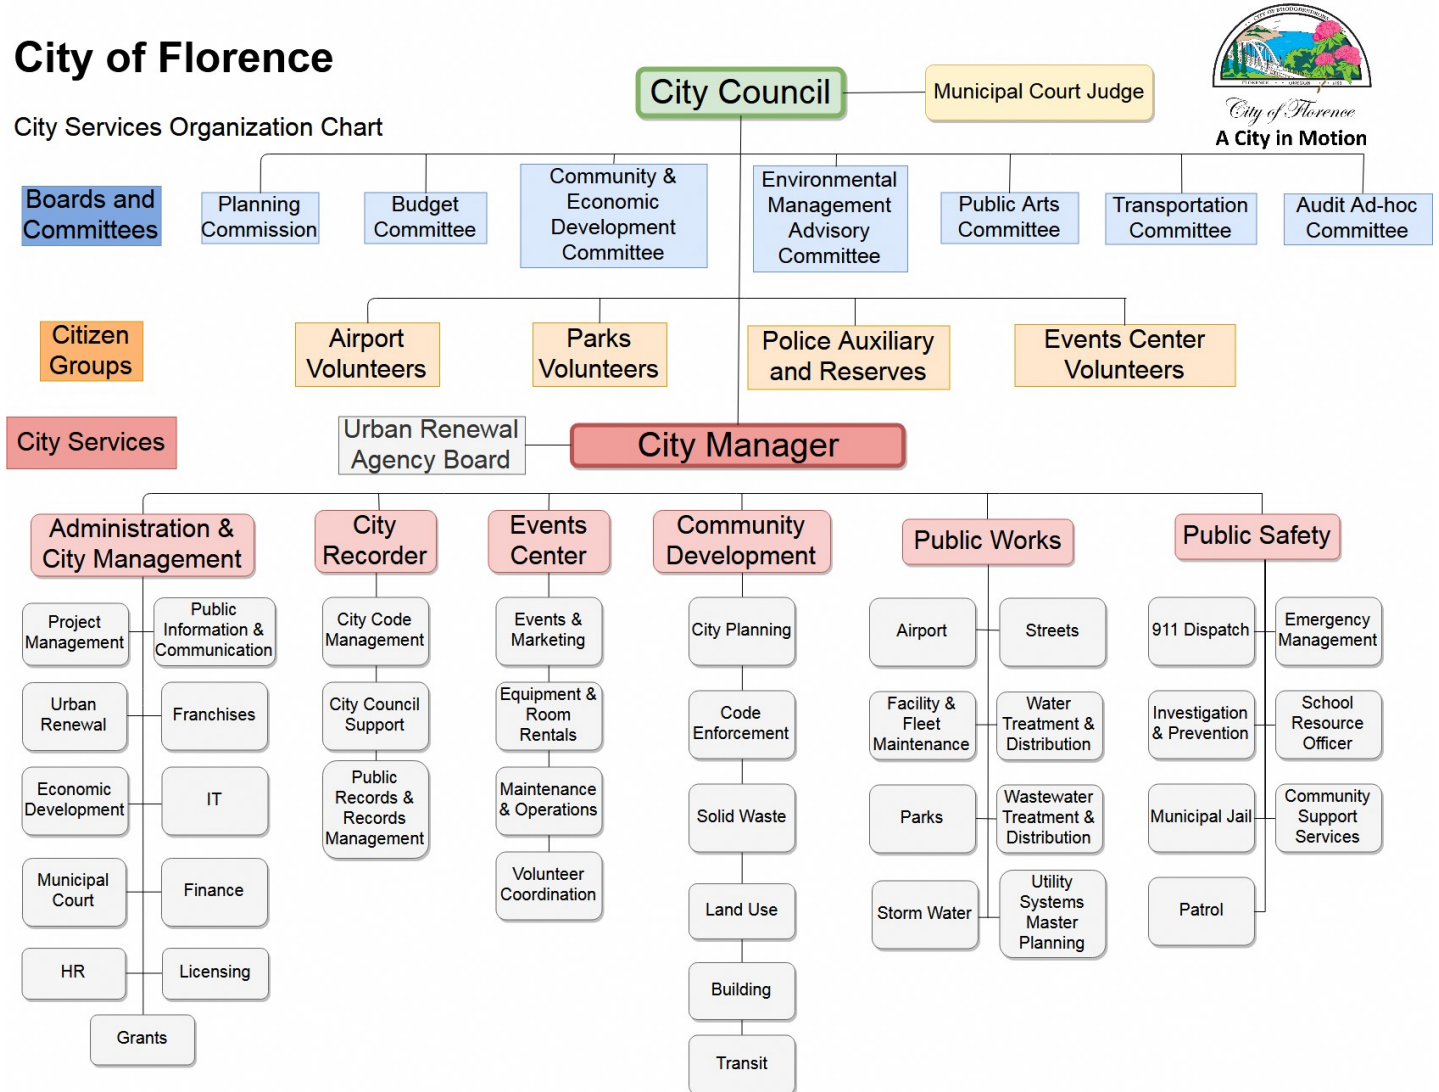 City of Florence
City Services Organization Chart
City Council
Municipal Court Judge
City of Florence
A City in Motion
Boards and
Committees
Planning
Commission
Budget
Committee
Community &
Economic
Development
Committee
Environmental
Management
Advisory
Committee
Public Arts
Committee
Transportation
Committee
Audit Ad-hoc
Committee
Citizen
Groups
Airport
Volunteers
Parks
Volunteers
Police Auxiliary
and Reserves
Events Center
Volunteers
City Services
Urban Renewal
Agency Board
City Manager
Administration &
City Management
City
Recorder
Events
Center
Community
Development
Public Works
Public Safety
Project
Management
Public
Information &
Communication
Urban
Renewal
Franchises
Economic
Development
IT
Municipal
Court
Finance
HR
Licensing
Grants
City Code
Management
City Council
Support
Public
Records &
Records
Management
Events &
Marketing
Equipment &
Room
Rentals
Maintenance
& Operations
Volunteer
Coordination
City Planning
Code
Enforcement
Solid Waste
Land Use
Building
Transit
Airport
Streets
Facility &
Fleet
Maintenance
Water
Treatment &
Distribution
Parks
Wastewater
Treatment &
Distribution
Storm Water
Utility
Systems
Master
Planning
911 Dispatch
Emergency
Management
Investigation
& Prevention
School
Resource
Officer
Municipal Jail
Community
Support
Services
Patrol